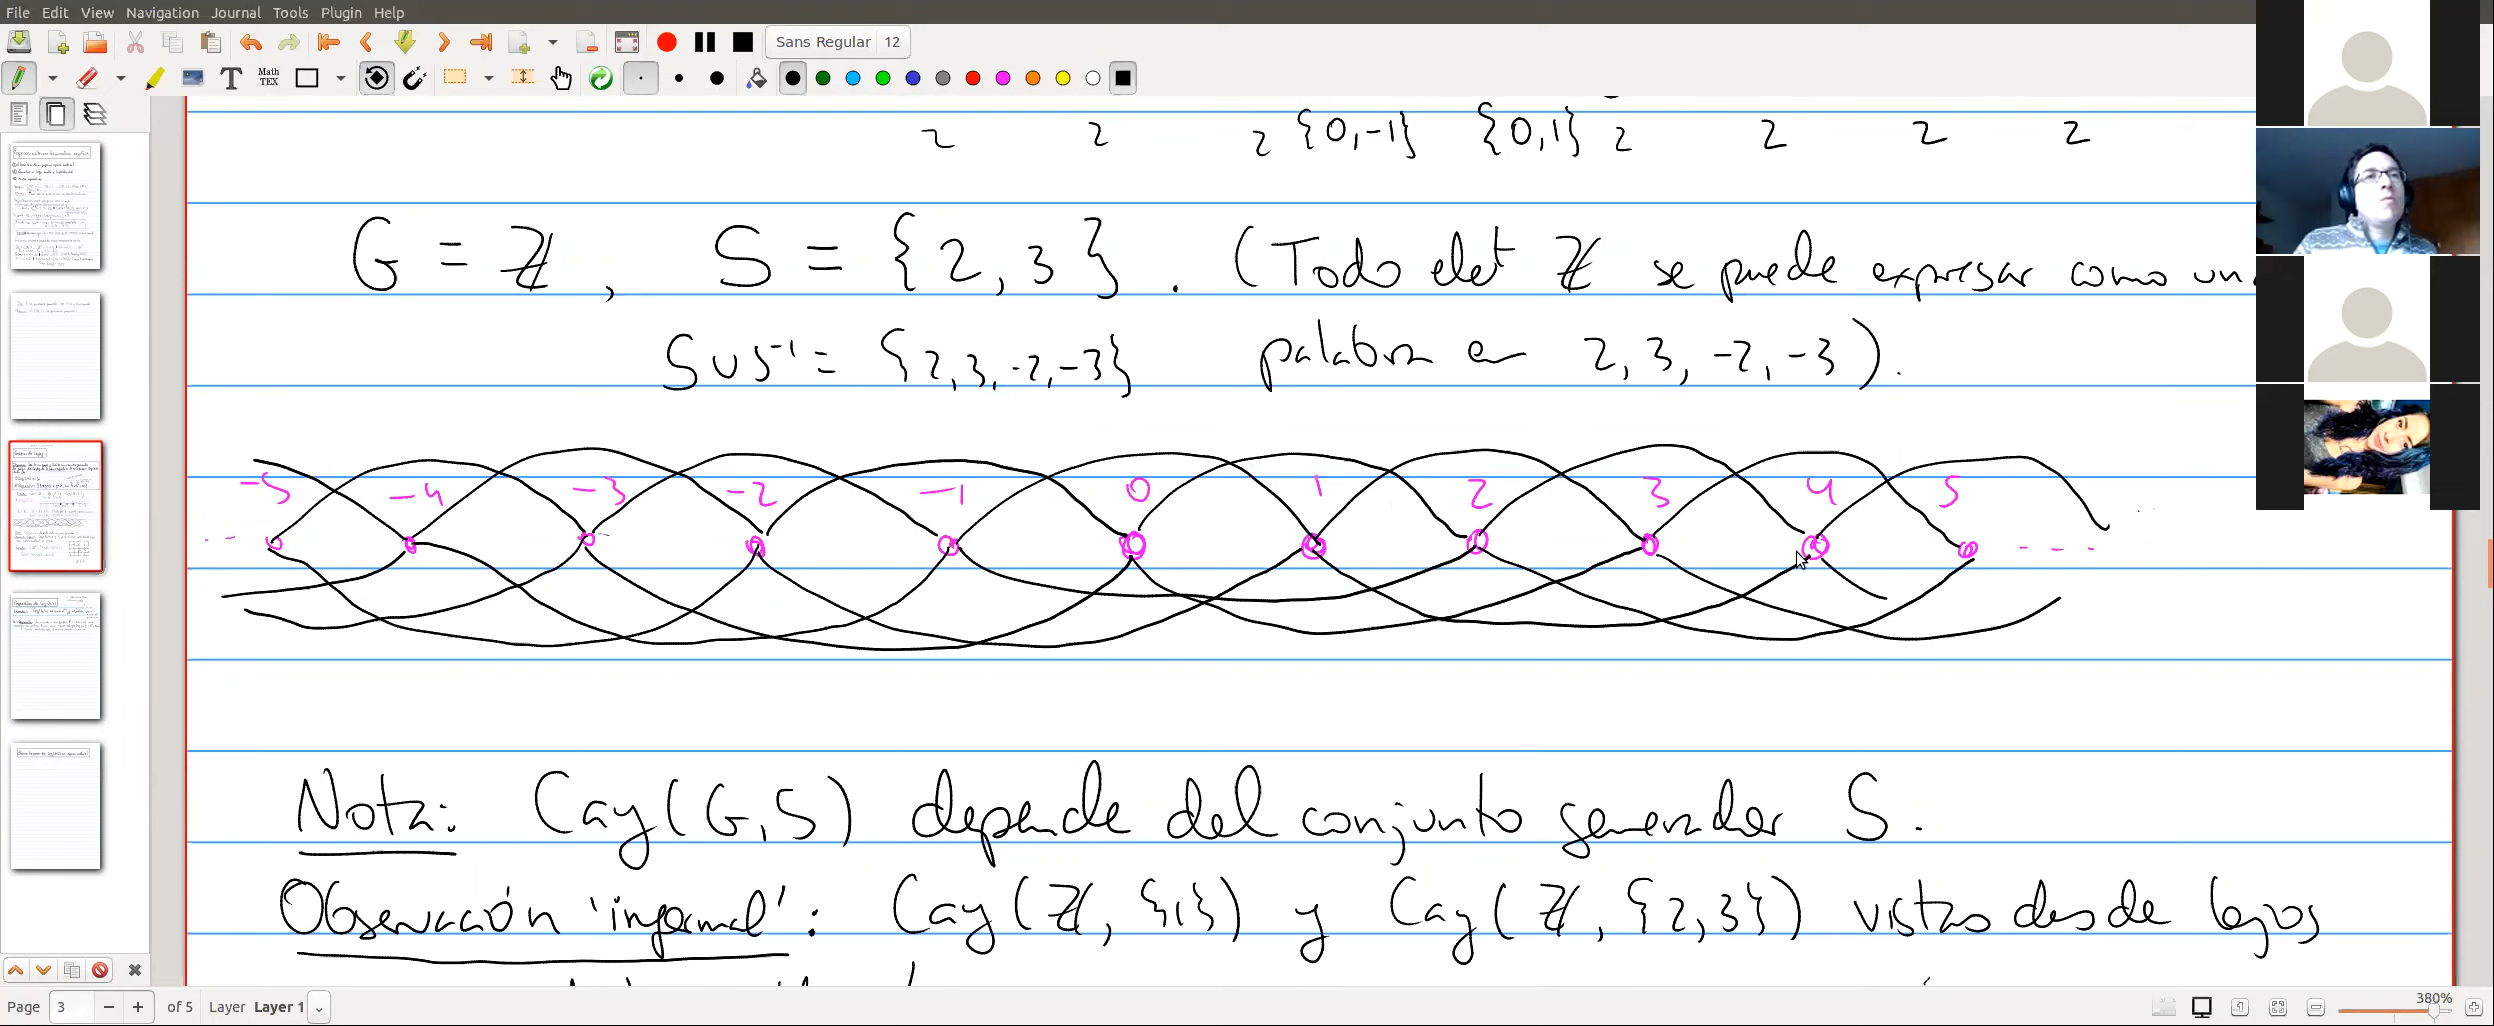 File Edit View Navigation Journal Tools Plugin Help
Sans Regular 12
Math TEX
2 2 2 {0,-1} {0,1} 2 2 2 2
G = ℤ, S = {2,3}. (Todo elet ℤ se puede expresar como un
S∪S⁻¹= {2,3,-2,-3} palabra en 2,3,-2,-3).
-5 -4 -3 -2 -1 0 1 2 3 4 5
Nota: Cay(G,S) depende del conjunto generador S.
Observación 'informal': Cay(ℤ,{1}) y Cay(ℤ,{2,3}) vistos desde lejos
Page 3 of 5 Layer Layer 1 380%